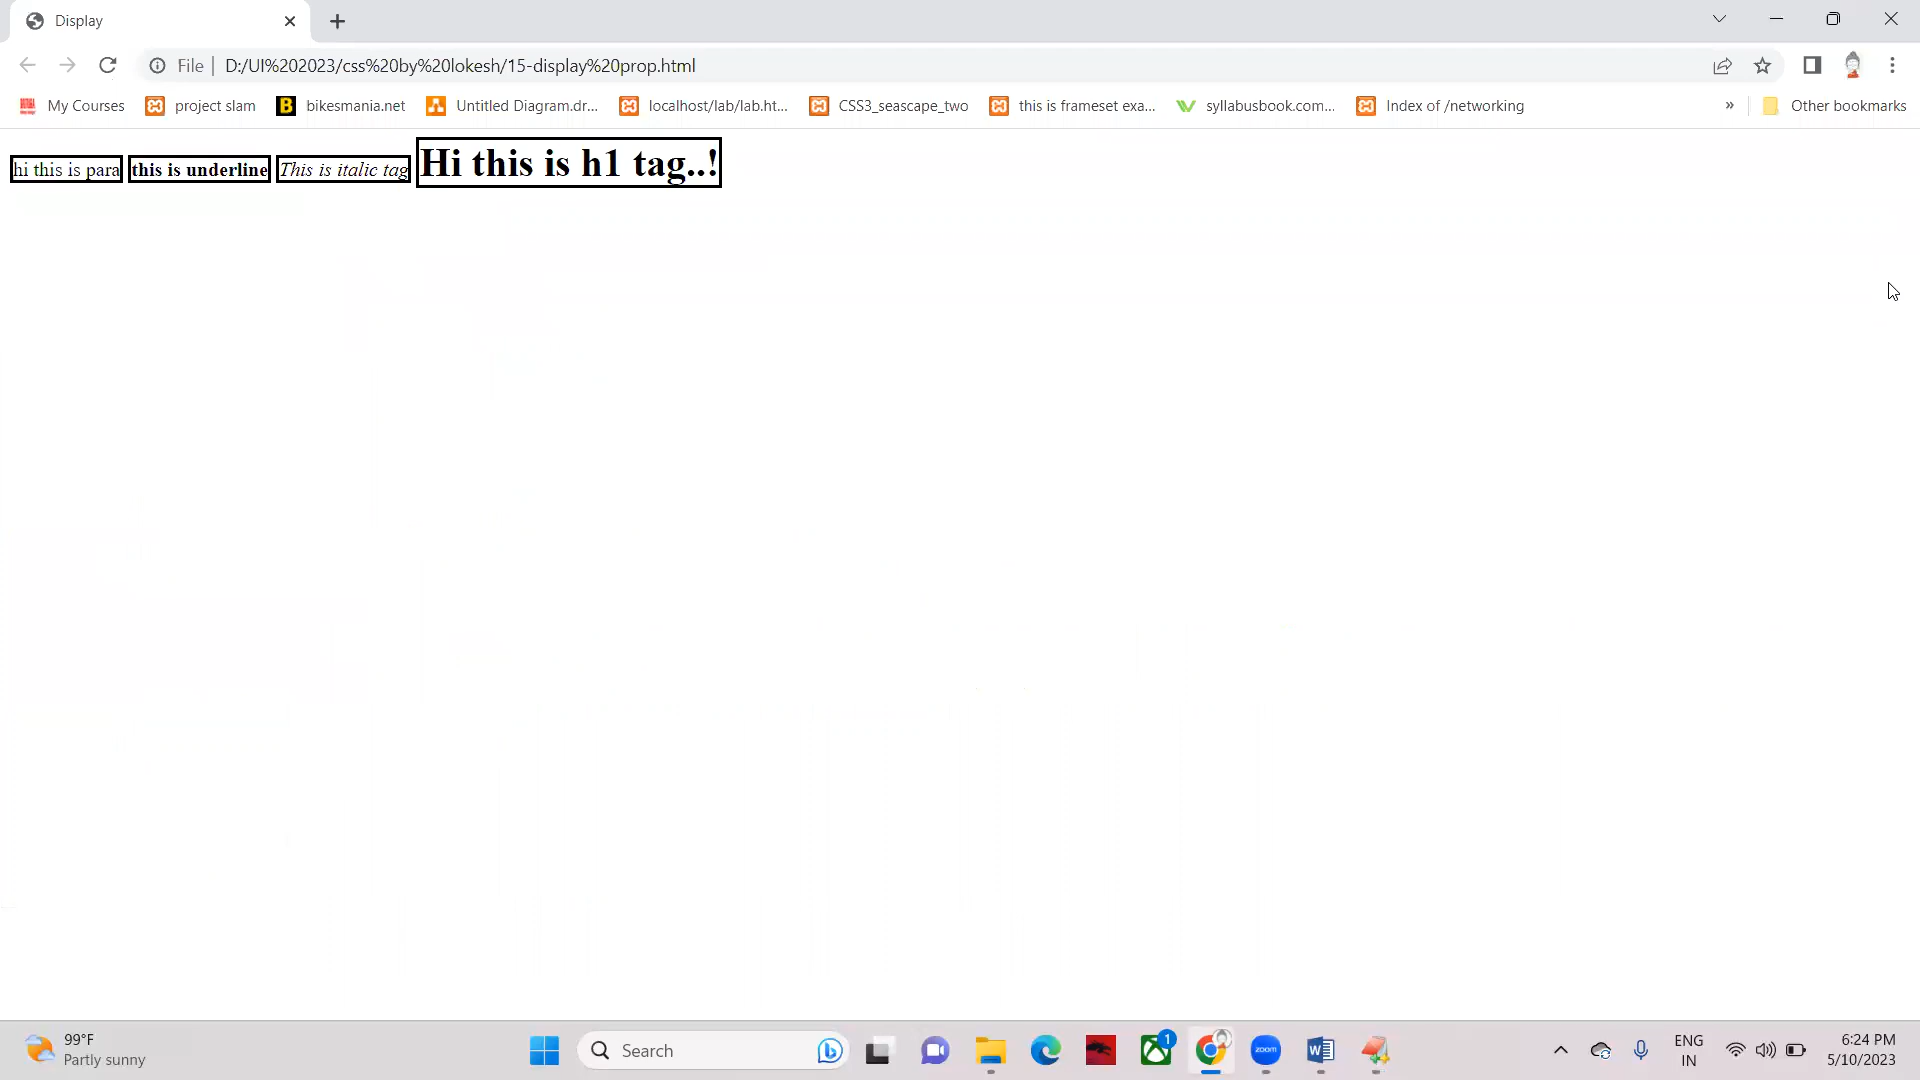 Display
File D:/UI%202023/css%20by%20lokesh/15-display%20prop.html
My Courses project slam B bikesmania.net Untitled Diagram.dr... localhost/lab/lab.ht... CSS3_seascape_two this is frameset exa... syllabusbook.com... Index of /networking » Other bookmarks
hi this is para this is underline This is italic tag Hi this is h1 tag..!
99°F
Partly sunny
Search
1
zoom
W
ENG
IN
6:24 PM
5/10/2023